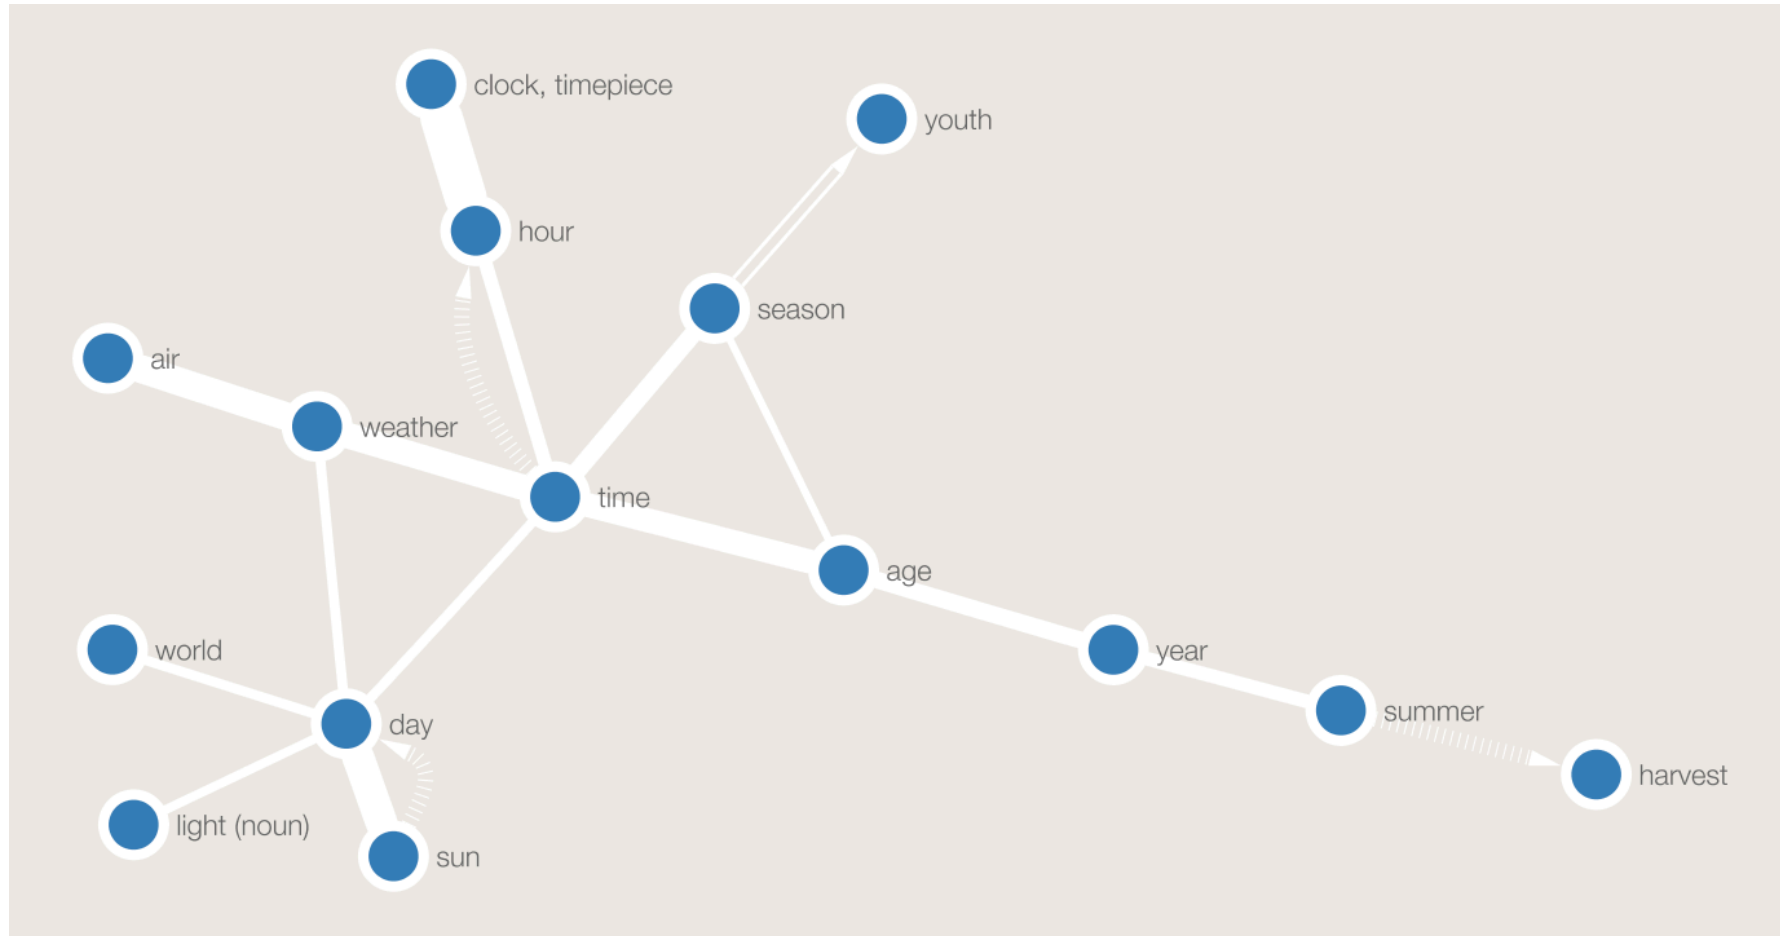 clock, timepiece
youth
hour
season
air
weather
time
age
world
year
summer
day
harvest
light (noun)
sun